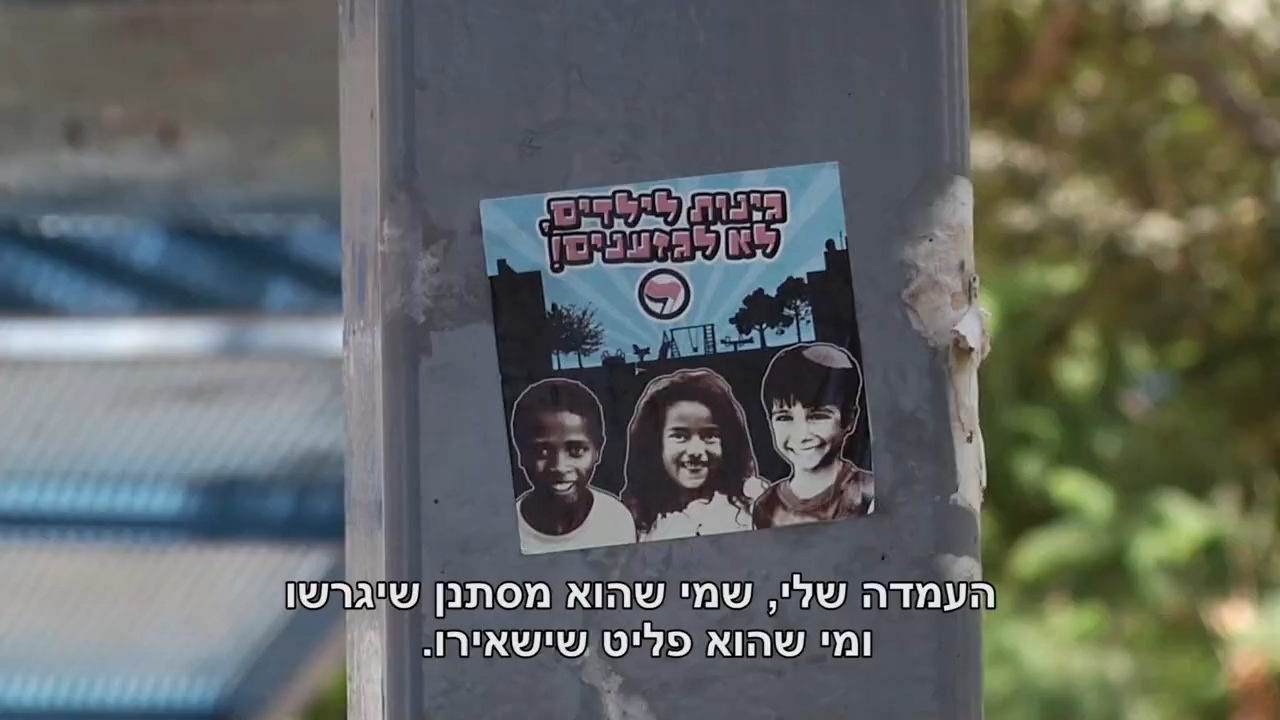 גינות לילדים,
לא לגזענים!
העמדה שלי, שמי שהוא מסתנן שיגרשו
ומי שהוא פליט שישאירו.